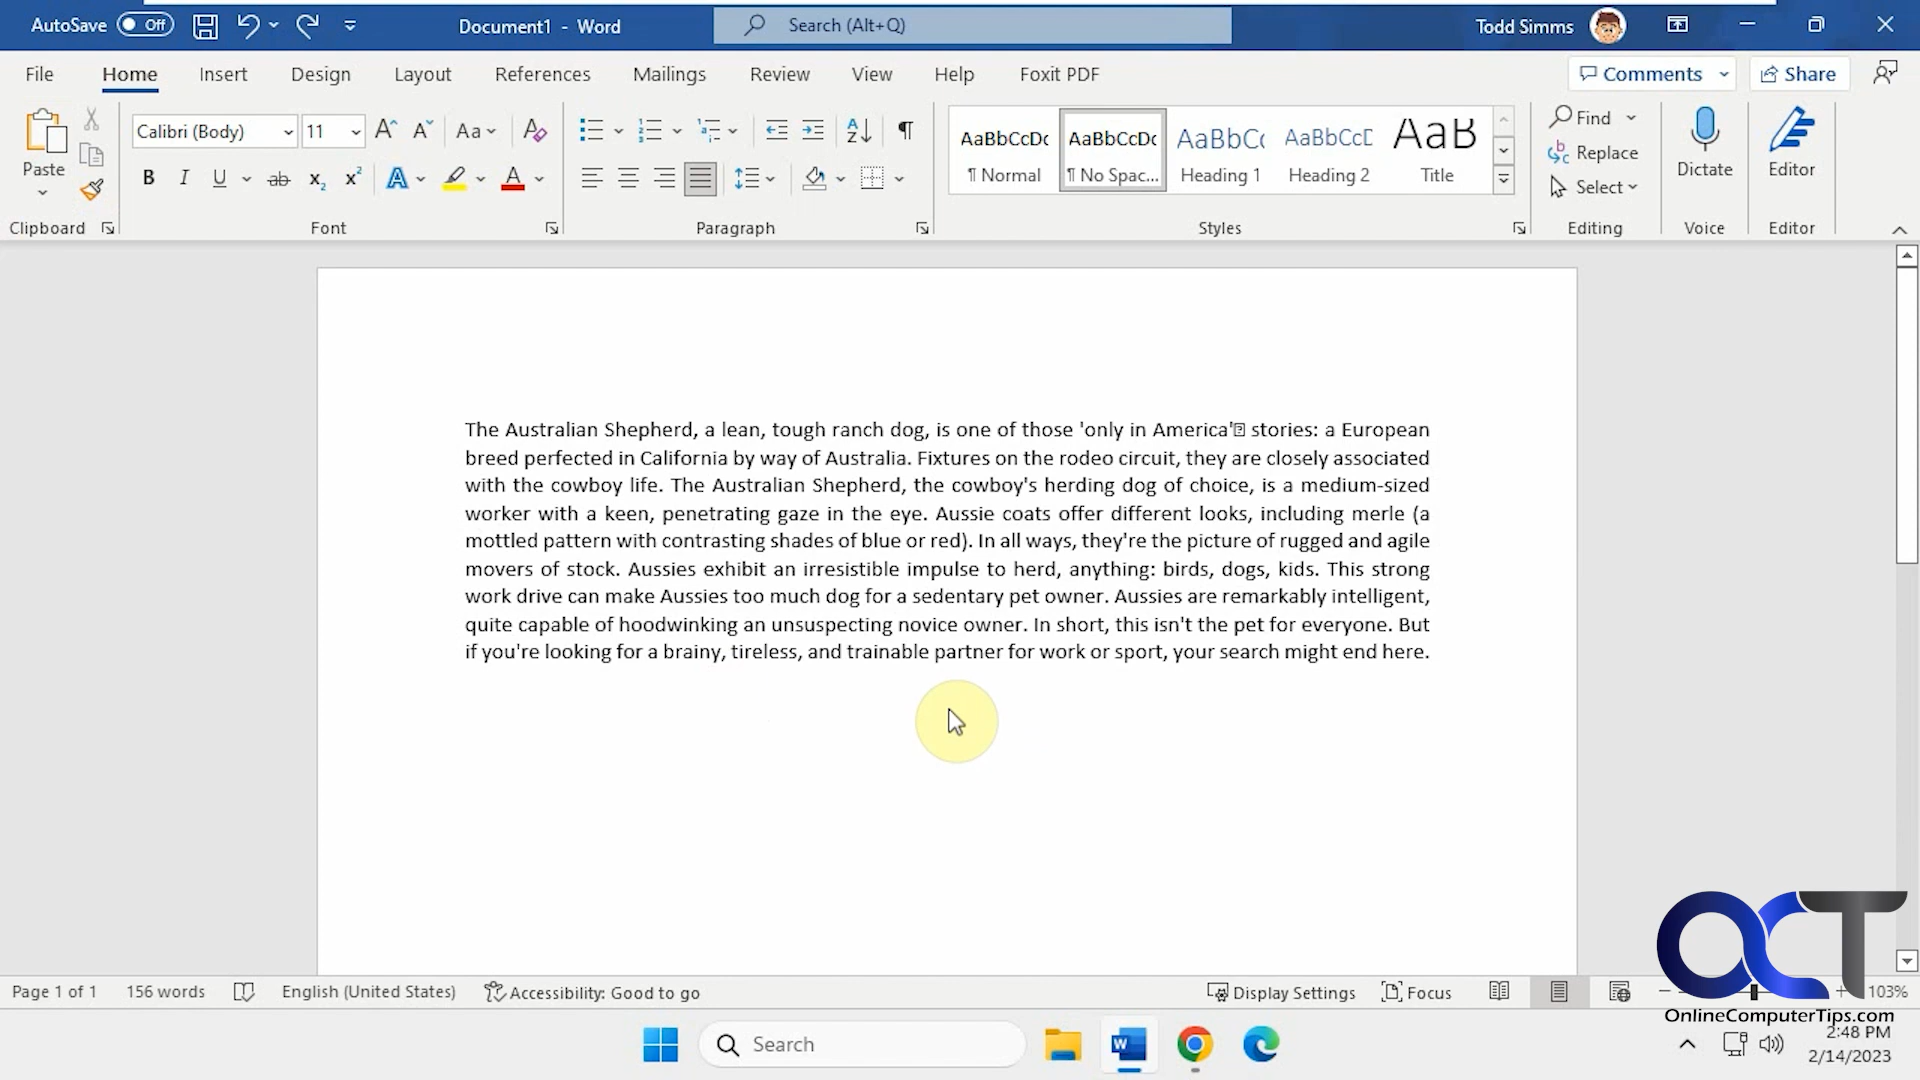 AutoSave Off Document1 - Word Search (Alt+Q) Todd Simms
File Home Insert Design Layout References Mailings Review View Help Foxit PDF Comments Share
Calibri (Body) 11 Aa AaBbCcDc AaBbCcDc AaBbCc AaBbCcD AaB Find
Replace
Paste B I U ab ¶ Normal ¶ No Spac... Heading 1 Heading 2 Title Select Dictate Editor
Clipboard Font Paragraph Styles Editing Voice Editor
The Australian Shepherd, a lean, tough ranch dog, is one of those 'only in America' stories: a European
breed perfected in California by way of Australia. Fixtures on the rodeo circuit, they are closely associated
with the cowboy life. The Australian Shepherd, the cowboy's herding dog of choice, is a medium-sized
worker with a keen, penetrating gaze in the eye. Aussie coats offer different looks, including merle (a
mottled pattern with contrasting shades of blue or red). In all ways, they're the picture of rugged and agile
movers of stock. Aussies exhibit an irresistible impulse to herd, anything: birds, dogs, kids. This strong
work drive can make Aussies too much dog for a sedentary pet owner. Aussies are remarkably intelligent,
quite capable of hoodwinking an unsuspecting novice owner. In short, this isn't the pet for everyone. But
if you're looking for a brainy, tireless, and trainable partner for work or sport, your search might end here.
OCT
Page 1 of 1 156 words English (United States) Accessibility: Good to go Display Settings Focus 103%
OnlineComputerTips.com
Search 2:48 PM
2/14/2023